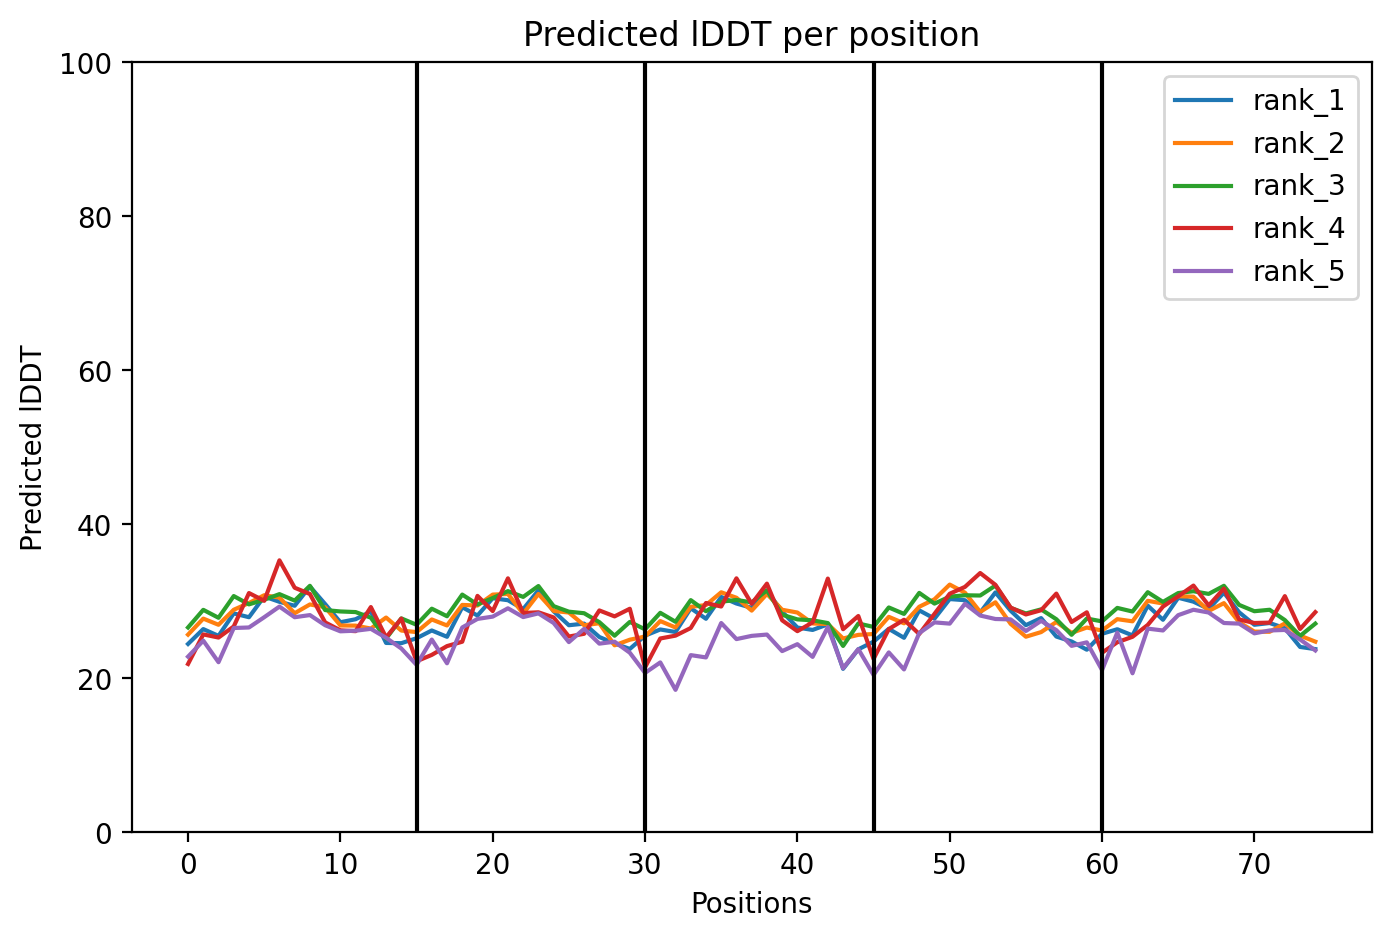 Predicted lDDT per position
100
80
60
40
20
0
Predicted lDDT
rank_1
rank_2
rank_3
rank_4
rank_5
0 10 20 30 40 50 60 70
Positions